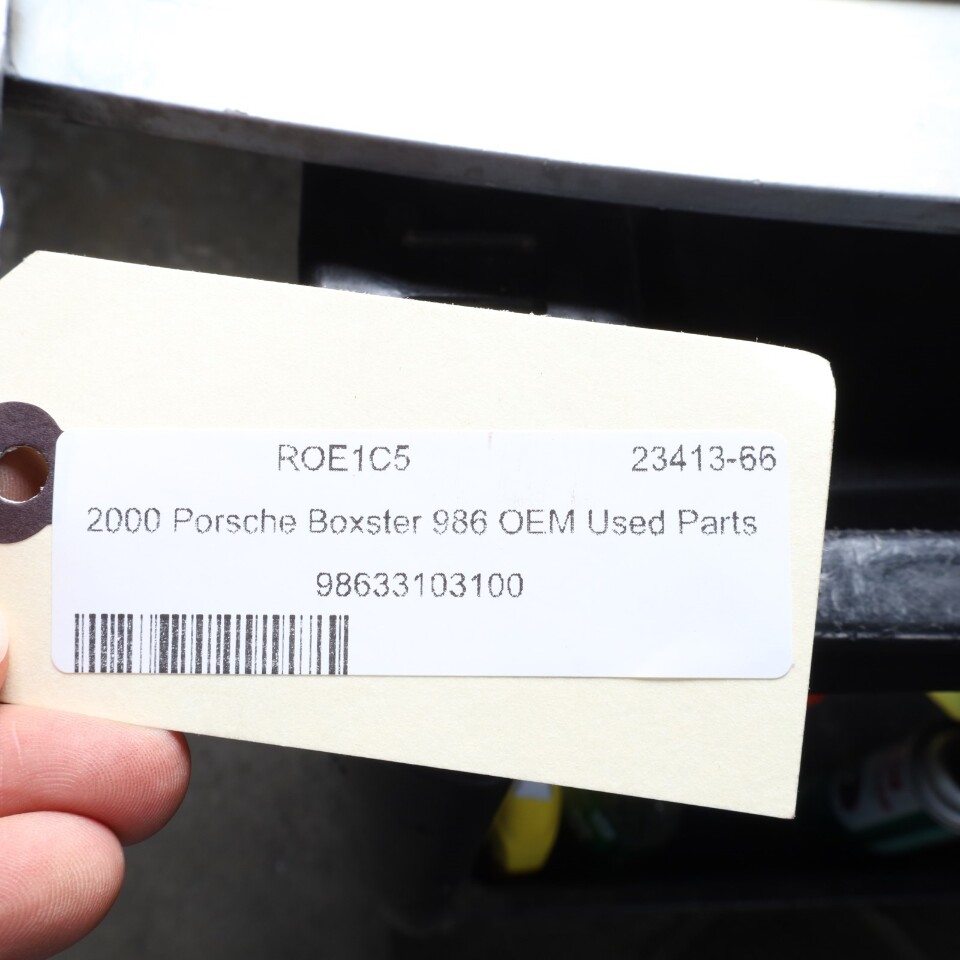 ROE1C5 23413-66
2000 Porsche Boxster 986 OEM Used Parts
98633103100